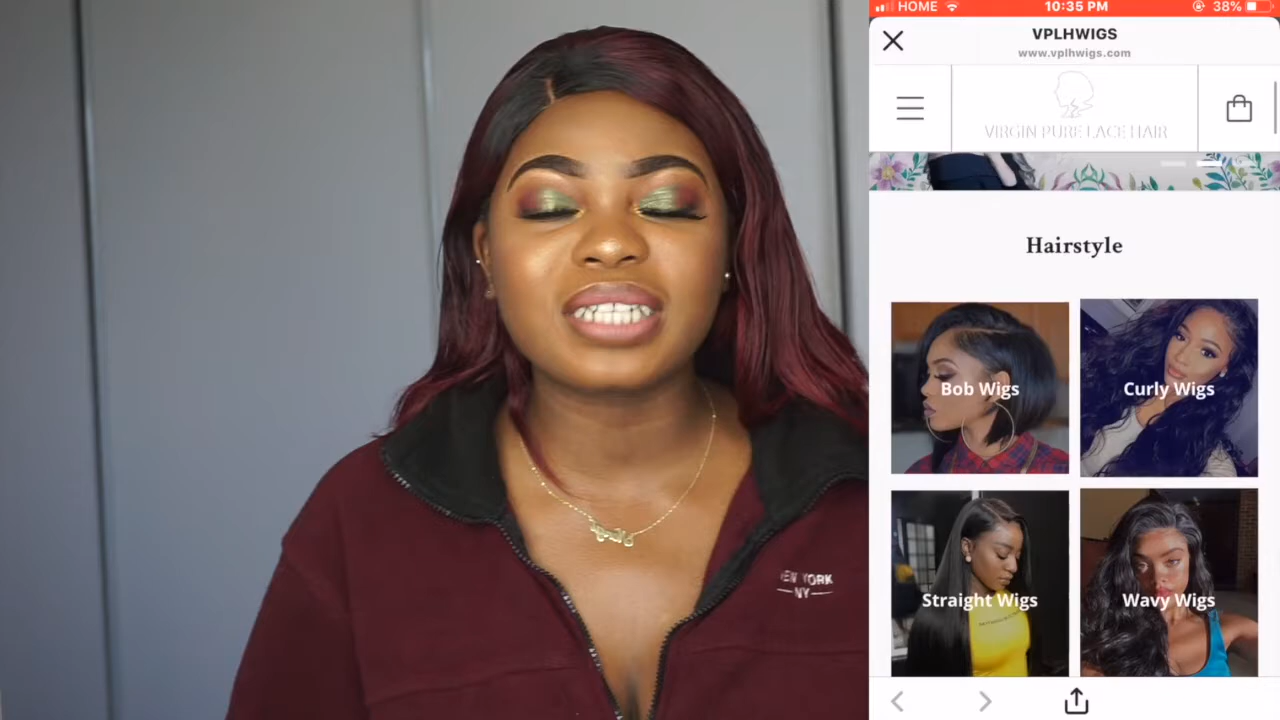 HOME
10:35 PM
38%
VPLHWIGS
www.vplhwigs.com
VIRGIN PURE LACE HAIR
Hairstyle
Bob Wigs
Curly Wigs
Straight Wigs
Wavy Wigs
NEW YORK
NY